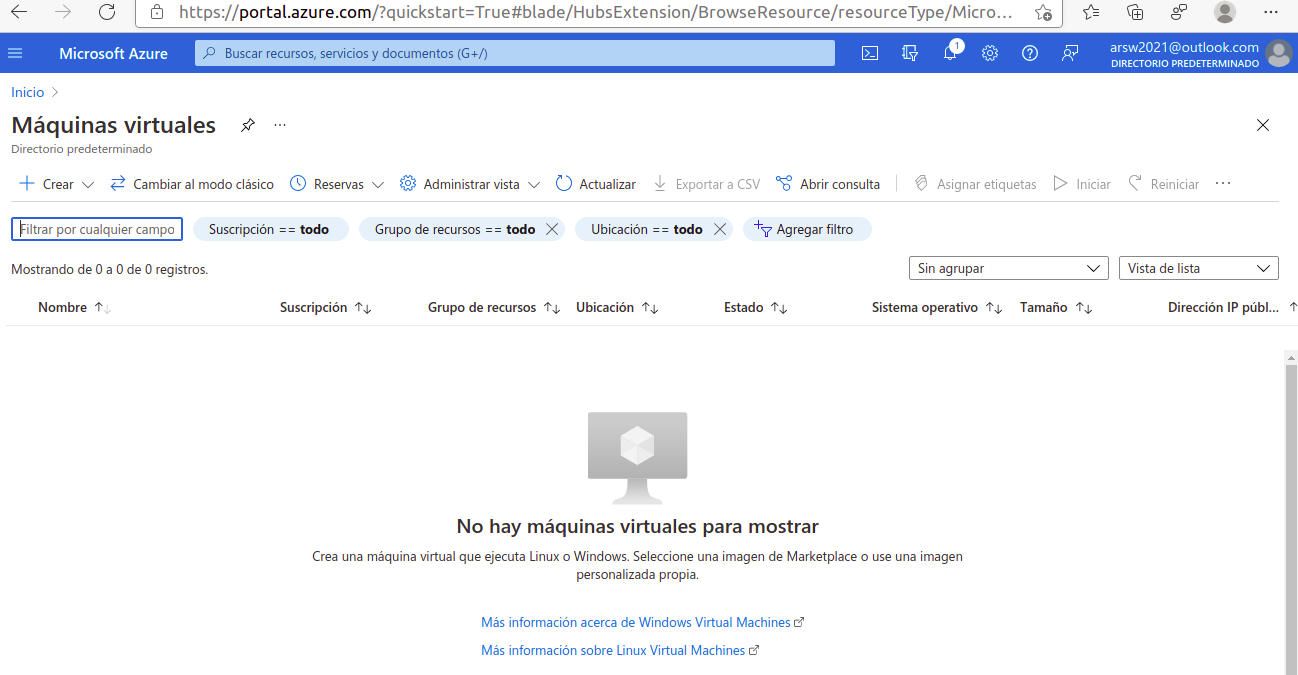 https://portal.azure.com/?quickstart=True#blade/HubsExtension/BrowseResource/resourceType/Micro...
Microsoft Azure
Buscar recursos, servicios y documentos (G+/)
1
arsw2021@outlook.com
DIRECTORIO PREDETERMINADO
Inicio
Máquinas virtuales
Directorio predeterminado
Crear Cambiar al modo clásico Reservas Administrar vista Actualizar Exportar a CSV Abrir consulta Asignar etiquetas Iniciar Reiniciar
Filtrar por cualquier campo Suscripción == todo Grupo de recursos == todo Ubicación == todo Agregar filtro
Mostrando de 0 a 0 de 0 registros. Sin agrupar Vista de lista
Nombre Suscripción Grupo de recursos Ubicación Estado Sistema operativo Tamaño Dirección IP públ...
No hay máquinas virtuales para mostrar
Crea una máquina virtual que ejecuta Linux o Windows. Seleccione una imagen de Marketplace o use una imagen
personalizada propia.
Más información acerca de Windows Virtual Machines
Más información sobre Linux Virtual Machines